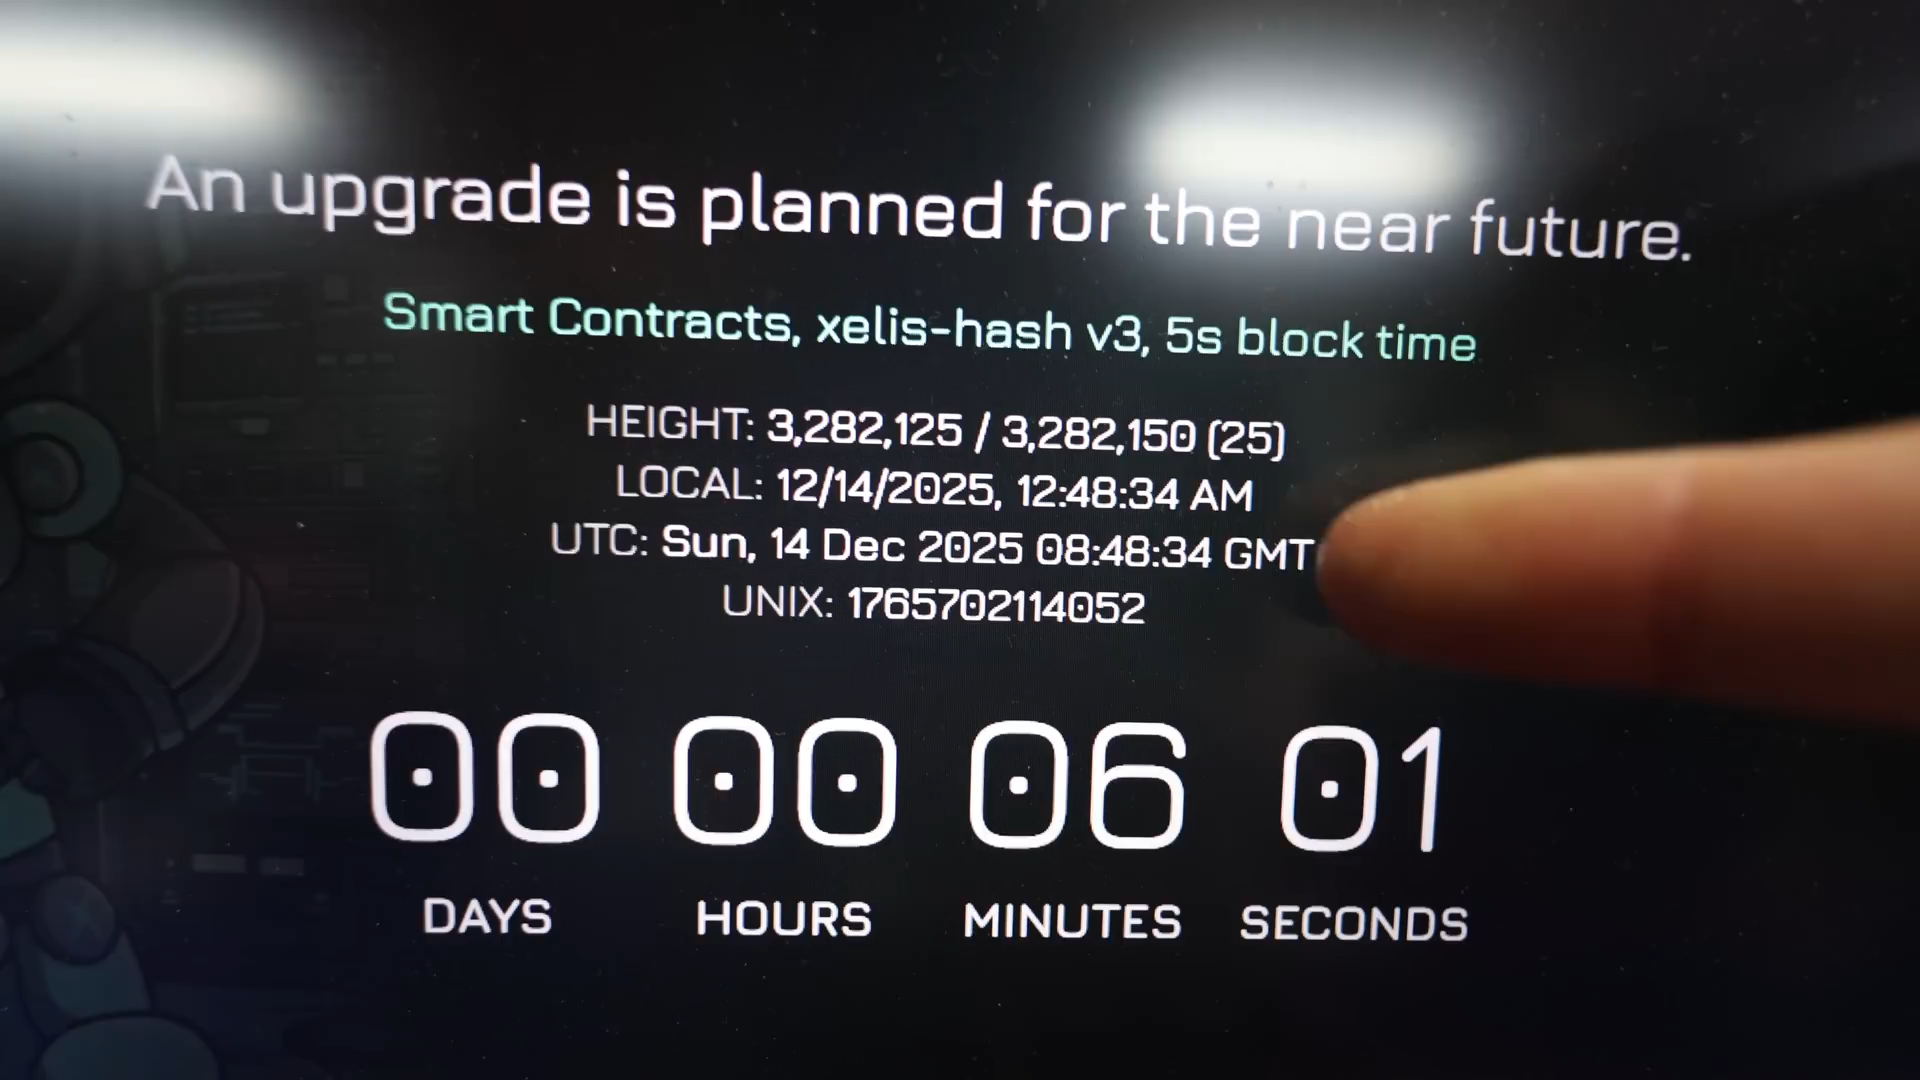 An upgrade is planned for the near future.
Smart Contracts, xelis-hash v3, 5s block time
HEIGHT: 3,282,125 / 3,282,150 (25)
LOCAL: 12/14/2025, 12:48:34 AM
UTC: Sun, 14 Dec 2025 08:48:34 GMT
UNIX: 1765702114052
00 00 06 01
DAYS HOURS MINUTES SECONDS